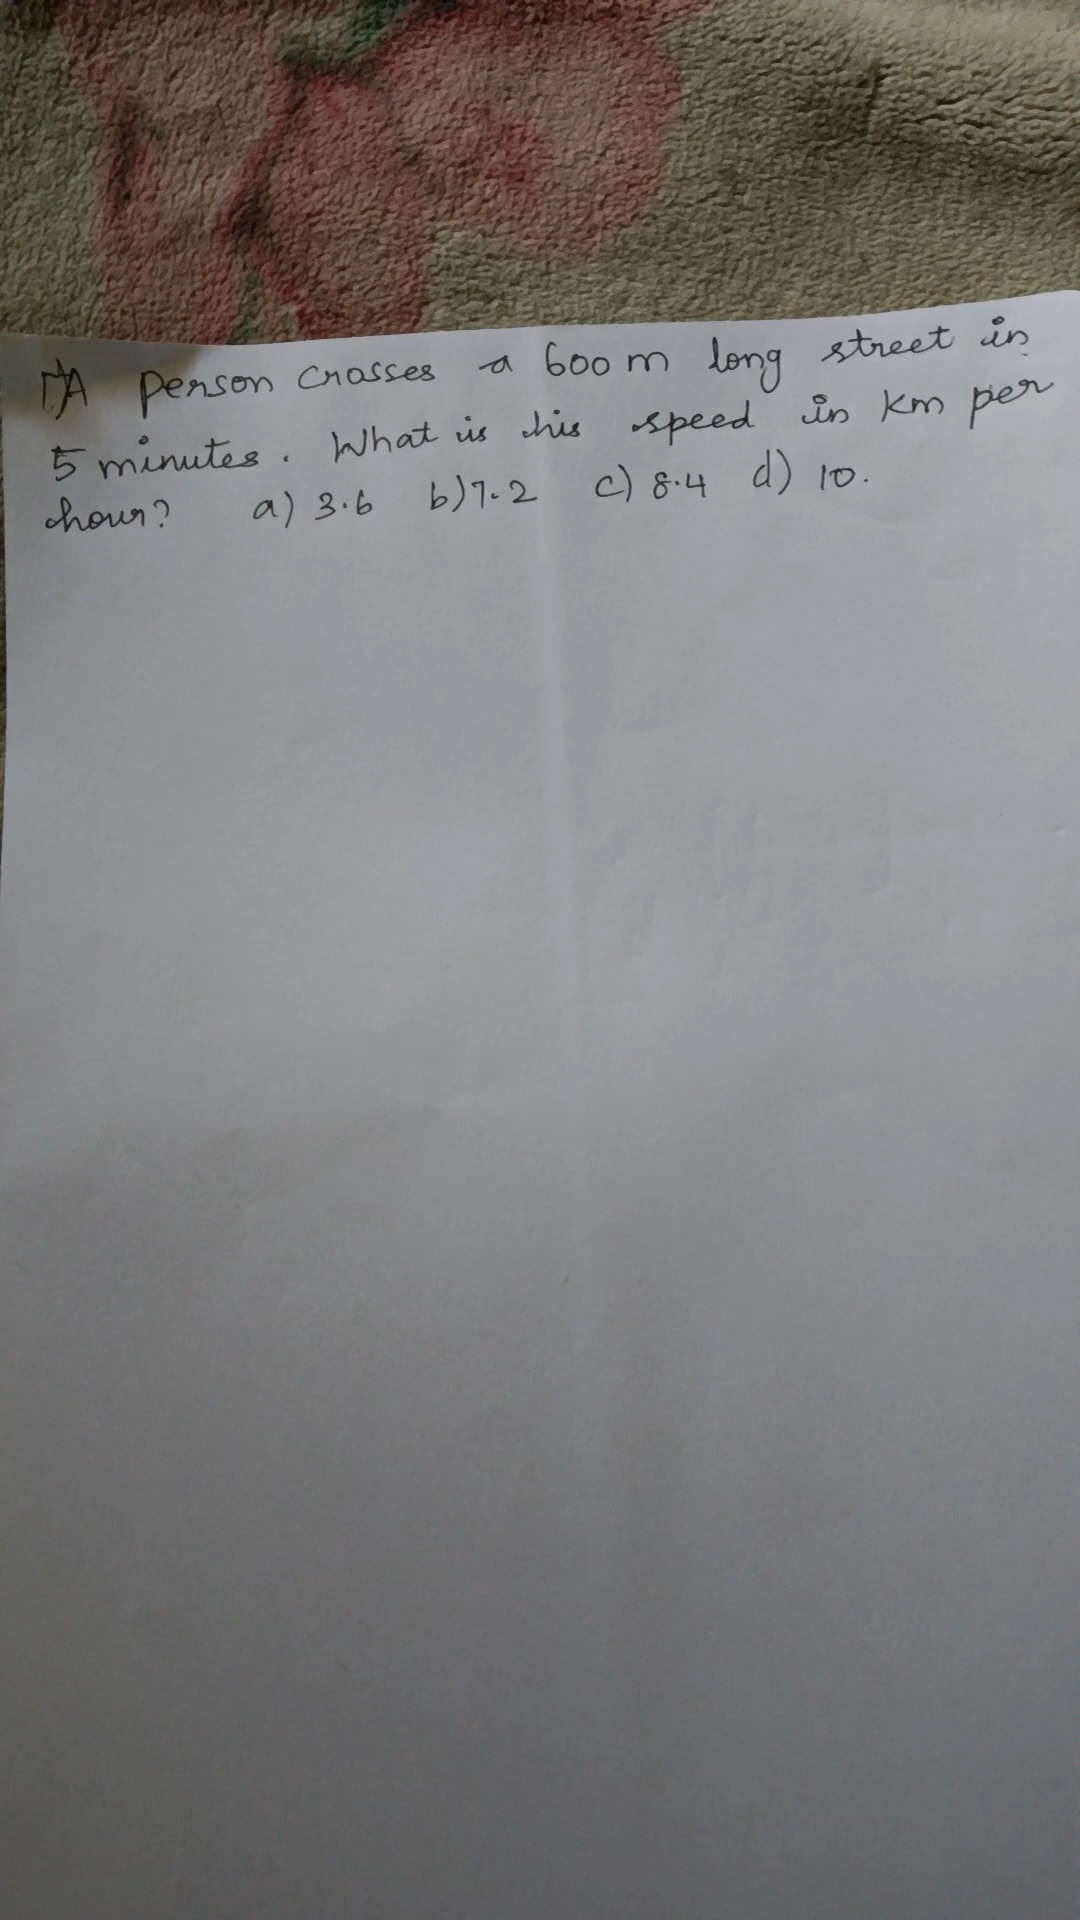 1) A person crosses a 600 m long street in
5 minutes. What is his speed in Km per
hour? a) 3.6 b) 7.2 c) 8.4 d) 10.